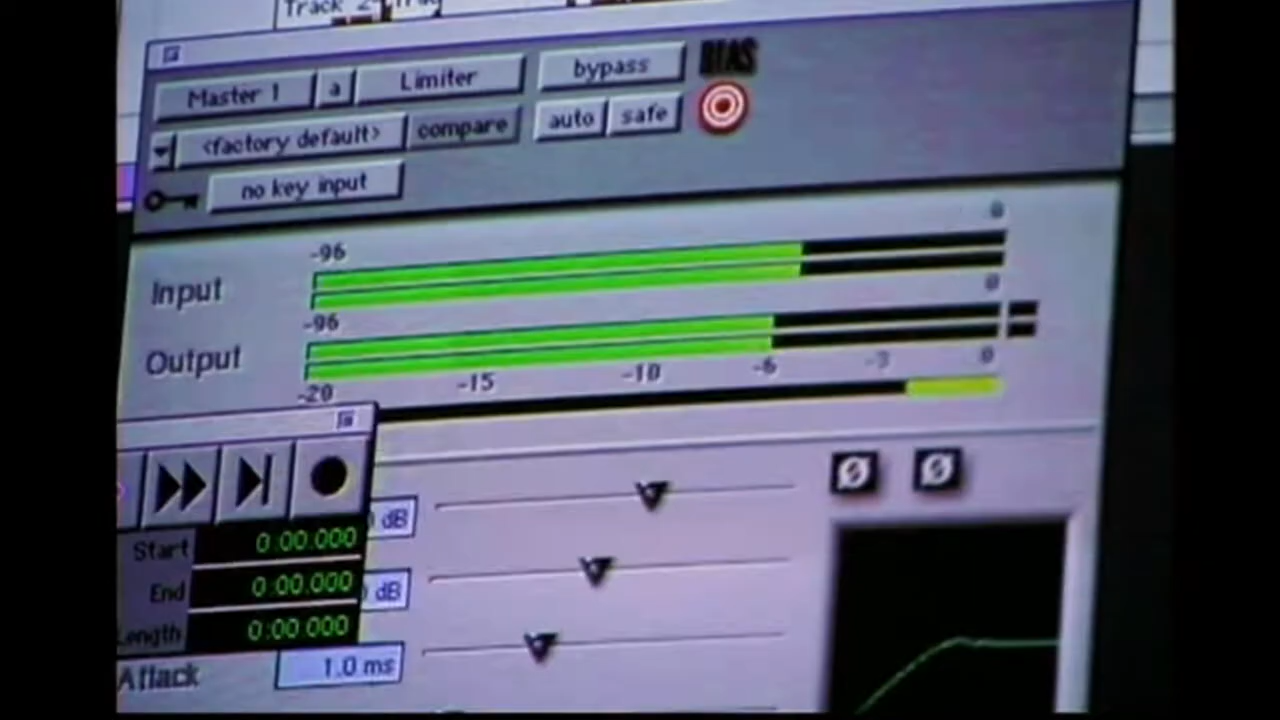 Track 2
Master 1 a Limiter bypass BIAS
<factory default> compare auto safe
no key input
-96 0
Input
-96 0
Output
-20 -15 -10 -6 -3 0
dB
Start 0:00.000
End 0:00.000
dB
Length 0:00.000
Attack 1.0 ms